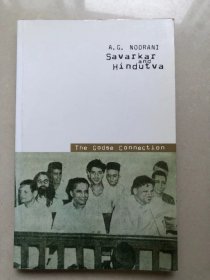 A.G. NOORANI
Savarkar
and
Hindutva
The Godse Connection